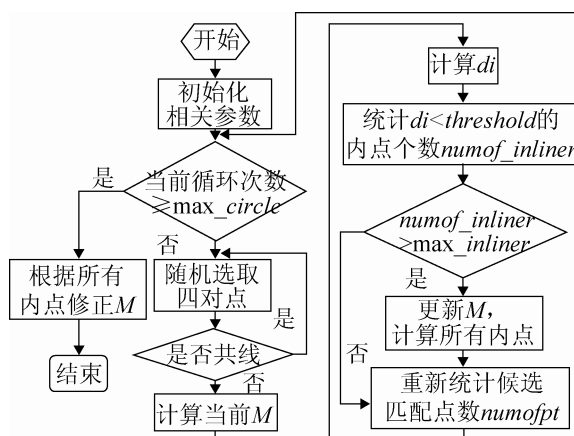 开始
初始化
相关参数
是
当前循环次数
≥max_circle
否
根据所有
内点修正M
随机选取
四对点
是
是否共线
结束
否
计算当前M
计算di
统计di<threshold的
内点个数numof_inliner
numof_inliner
>max_inliner
是
更新M，
计算所有内点
否
重新统计候选
匹配点数numofpt